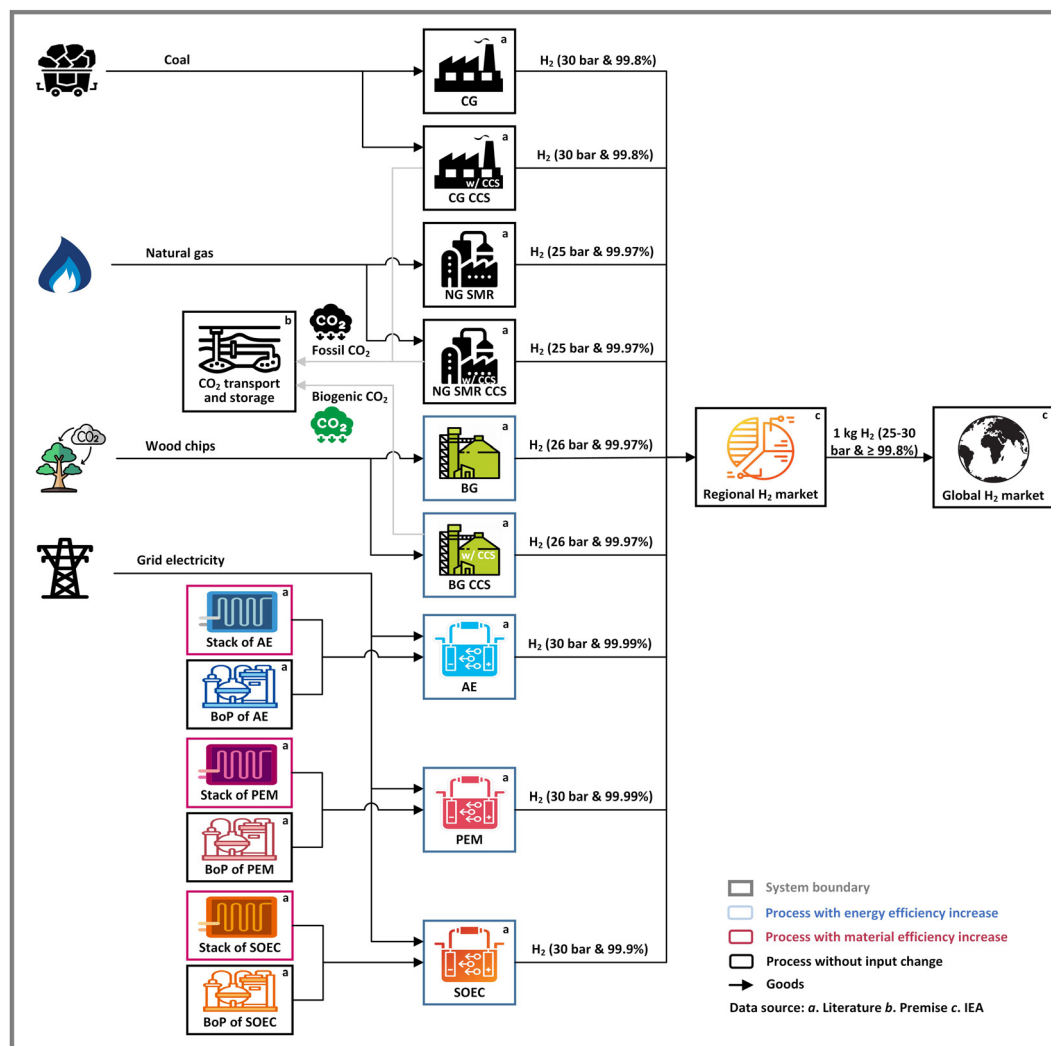 Coal
a
CG
H₂ (30 bar & 99.8%)
a
w/ CCS
CG CCS
H₂ (30 bar & 99.8%)
Natural gas
a
NG SMR
H₂ (25 bar & 99.97%)
b
CO₂ transport
and storage
CO₂
Fossil CO₂
a
w/ CCS
NG SMR CCS
H₂ (25 bar & 99.97%)
Biogenic CO₂
CO₂
CO₂
Wood chips
a
BG
H₂ (26 bar & 99.97%)
c
Regional H₂ market
1 kg H₂ (25-30
bar & ≥ 99.8%)
c
Global H₂ market
a
w/ CCS
BG CCS
H₂ (26 bar & 99.97%)
Grid electricity
a
Stack of AE
a
BoP of AE
a
AE
H₂ (30 bar & 99.99%)
a
Stack of PEM
a
BoP of PEM
a
PEM
H₂ (30 bar & 99.99%)
a
Stack of SOEC
a
BoP of SOEC
a
SOEC
H₂ (30 bar & 99.9%)
System boundary
Process with energy efficiency increase
Process with material efficiency increase
Process without input change
Goods
Data source: a. Literature b. Premise c. IEA